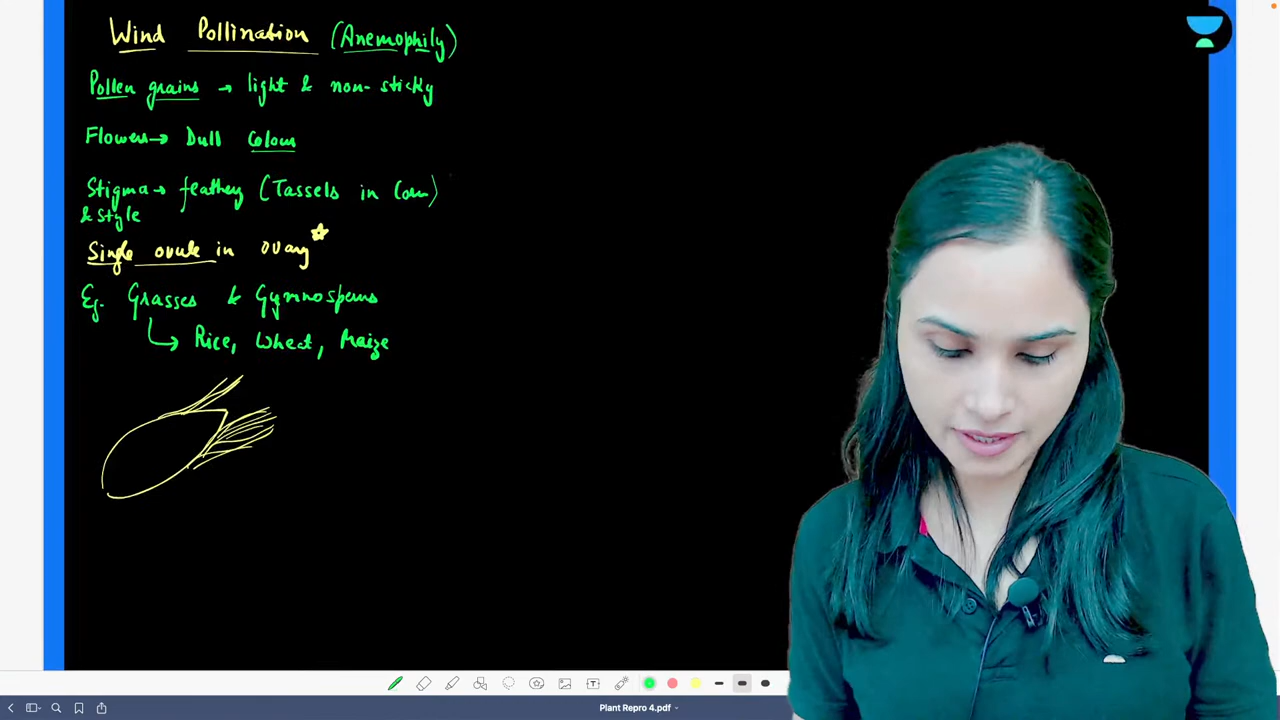 Wind Pollination (Anemophily)
Pollen grains → light & non-sticky
Flowers → Dull Colour
Stigma → feathery (Tassels in Corn)
& Style
Single ovule in ovary
Eg. Grasses & Gymnosperms
Rice, Wheat, Maize
Plant Repro 4.pdf